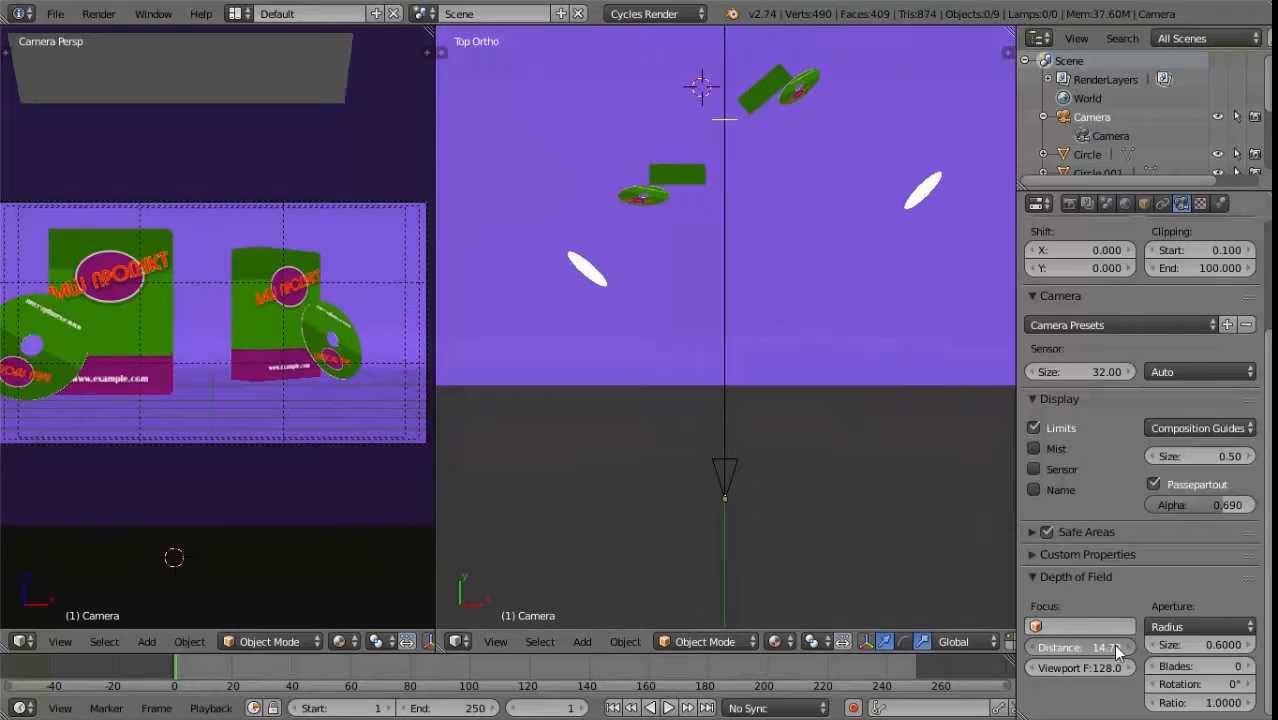 File Render Window Help Default Scene Cycles Render v2.74 | Verts:490 | Faces:409 | Tris:874 | Objects:0/9 | Lamps:0/0 | Mem:37.60M | Camera
Camera Persp
Top Ortho
View Search All Scenes
Scene
RenderLayers
World
Camera
Camera
Circle
Circle.001
Shift: Clipping:
X: 0.000 Start: 0.100
Y: 0.000 End: 100.000
Camera
Camera Presets
Sensor:
Size: 32.00 Auto
Display
Limits Composition Guides
Mist Size: 0.50
Sensor Passepartout
Name Alpha: 0.690
Safe Areas
Custom Properties
Depth of Field
Focus: Aperture:
Radius
Distance: Size: 0.6000
Viewport F:128.0 Blades: 0
Rotation: 0°
Ratio: 1.0000
ВАШ ПРОДУКТ
www.example.com
ВАШ ПРОДУКТ
www.example.com
(1) Camera
(1) Camera
View Select Add Object Object Mode
View Select Add Object Object Mode Global
-40 -20 0 20 40 60 80 100 120 140 160 180 200 220 240 260
View Marker Frame Playback Start: 1 End: 250 1 No Sync